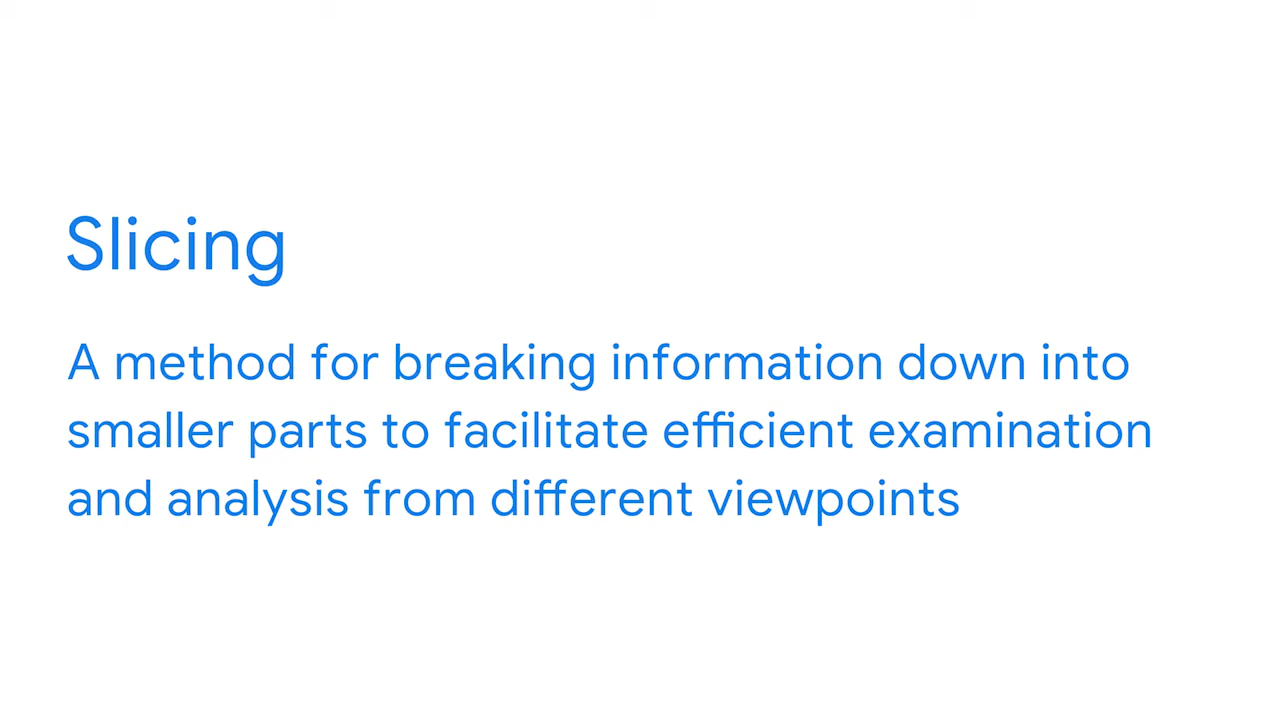 Slicing
A method for breaking information down into
smaller parts to facilitate efficient examination
and analysis from different viewpoints